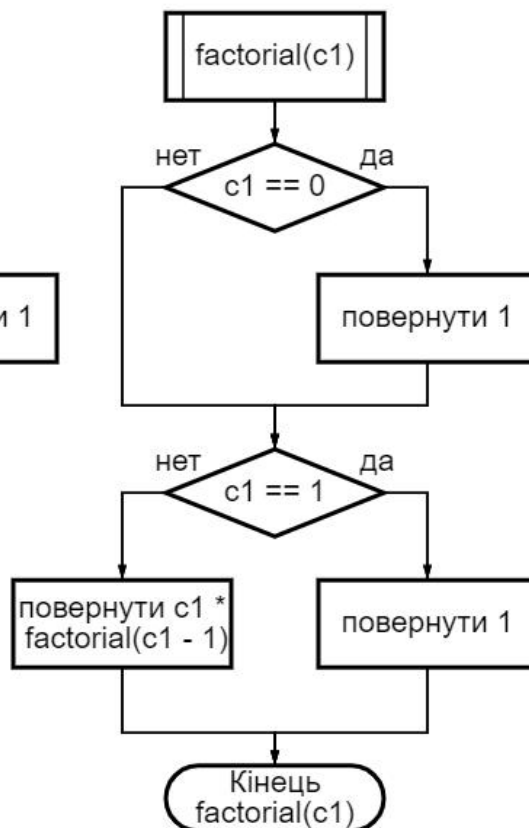 factorial(c1)
нет
да
c1 == 0
и 1
повернути 1
нет
да
c1 == 1
повернути c1 *
factorial(c1 - 1)
повернути 1
Кінець
factorial(c1)